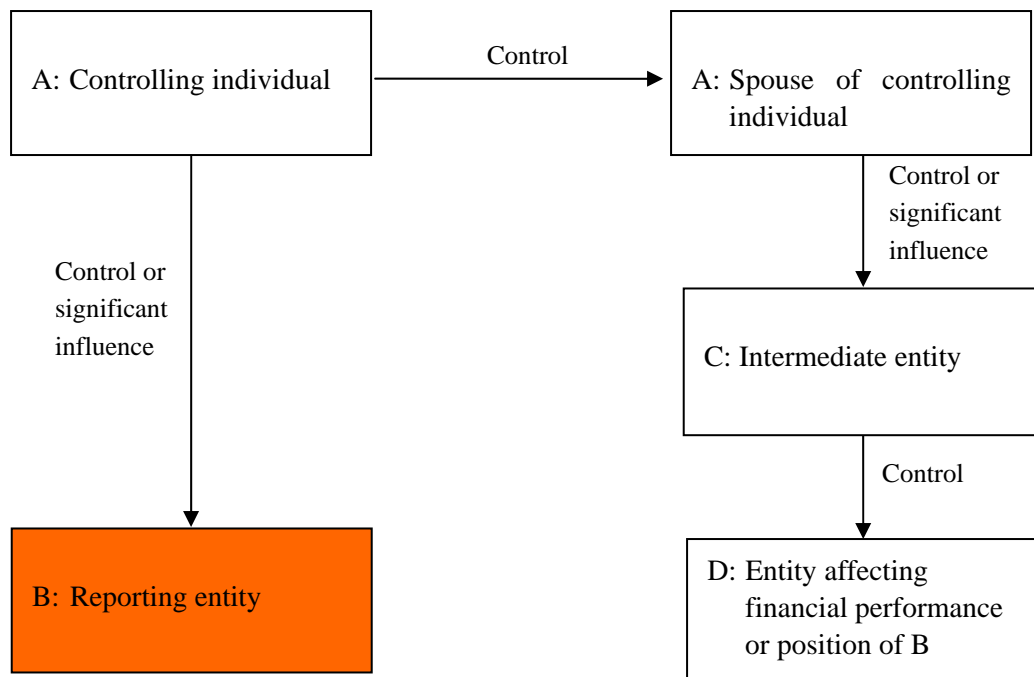 Control
A: Controlling individual
A: Spouse of controlling
individual
Control or
significant
influence
Control or
significant
influence
C: Intermediate entity
Control
B: Reporting entity
D: Entity affecting
financial performance
or position of B